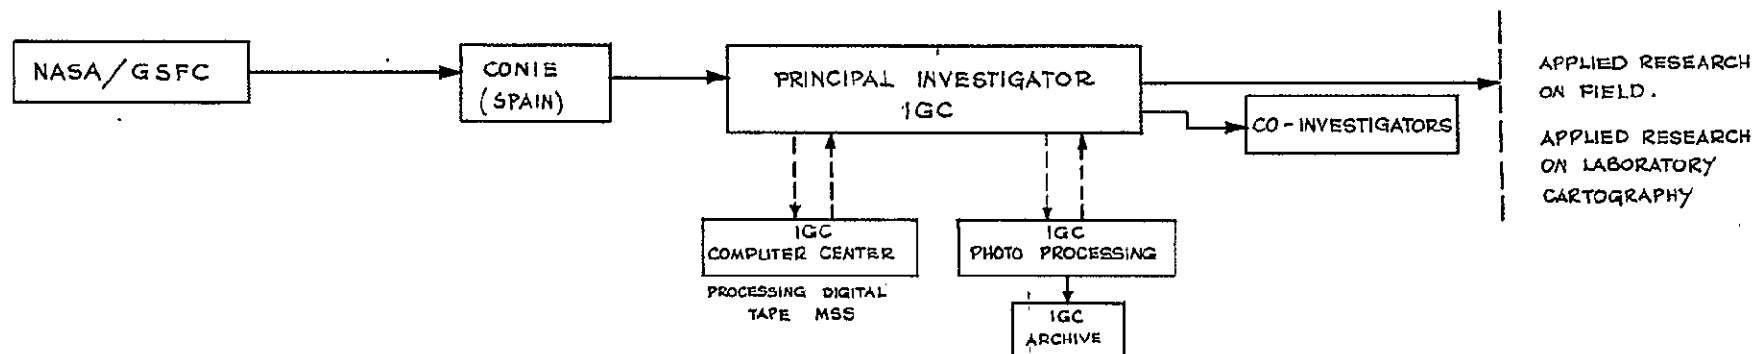 NASA/GSFC
CONIE
(SPAIN)
PRINCIPAL INVESTIGATOR
IGC
CO-INVESTIGATORS
APPLIED RESEARCH
ON FIELD.
APPLIED RESEARCH
ON LABORATORY
CARTOGRAPHY
IGC
COMPUTER CENTER
PROCESSING DIGITAL
TAPE MSS
IGC
PHOTO PROCESSING
IGC
ARCHIVE